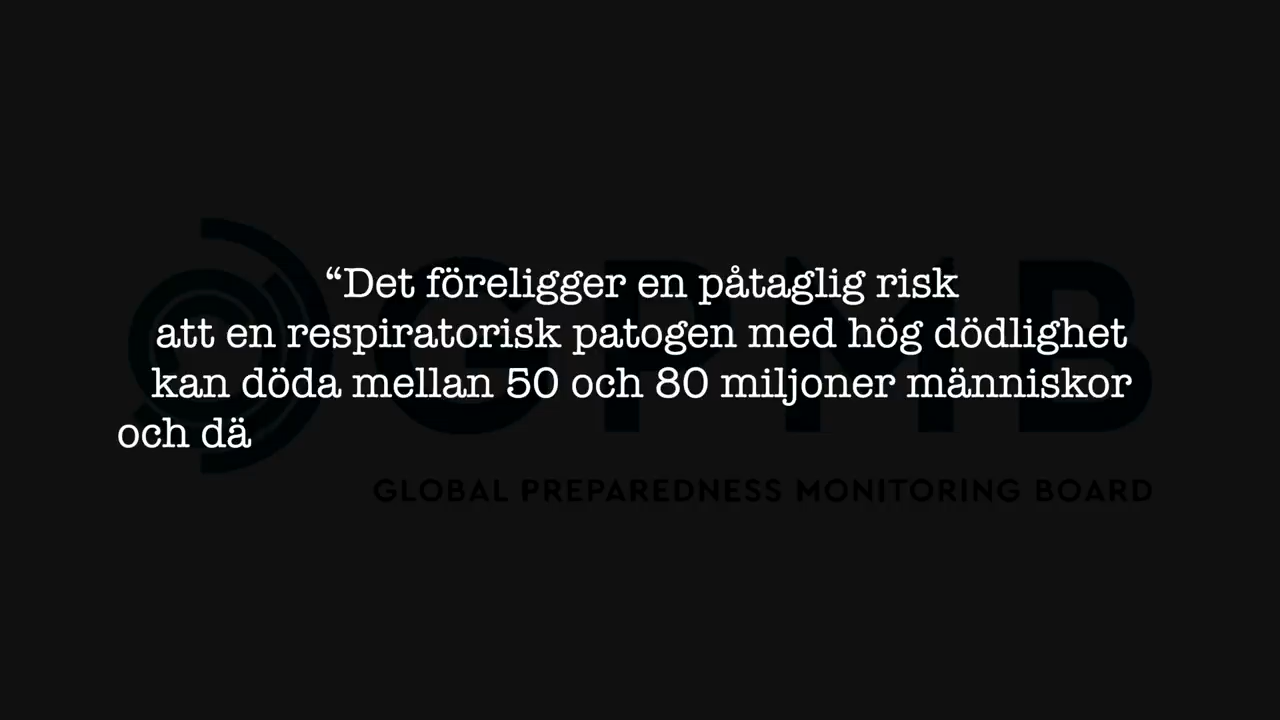 “Det föreligger en påtaglig risk
att en respiratorisk patogen med hög dödlighet
kan döda mellan 50 och 80 miljoner människor
och dä
GPMB
GLOBAL PREPAREDNESS MONITORING BOARD